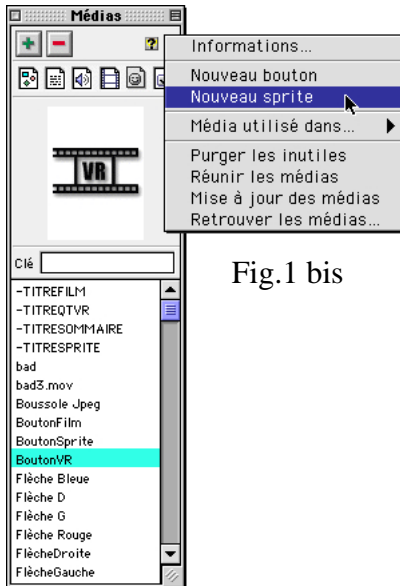 Médias
?
Informations...
Nouveau bouton
Nouveau sprite
Média utilisé dans...
Purger les inutiles
Réunir les médias
Mise à jour des médias
Retrouver les médias...
VR
Clé
Fig.1 bis
-TITREFILM
-TITREQTVR
-TITRESOMMAIRE
-TITRESPRITE
bad
bad3.mov
Boussole Jpeg
BoutonFilm
BoutonSprite
BoutonVR
Flèche Bleue
Flèche D
Flèche G
Flèche Rouge
FlècheDroite
FlècheGauche